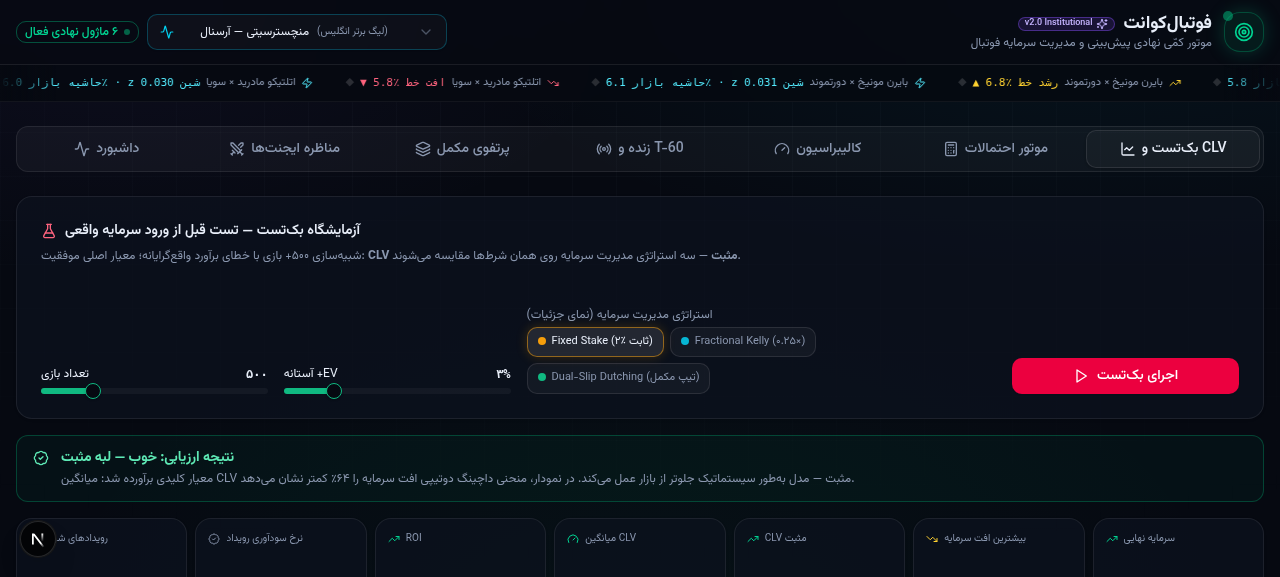 فوتبال‌کوانت
v2.0 Institutional
موتور کمّی نهادی پیش‌بینی و مدیریت سرمایه فوتبال
منچسترسیتی — آرسنال (لیگ برتر انگلیس)
۶ ماژول نهادی فعال
5.8
بایرن مونیخ × دورتموند رشد خط ۶.۸٪ ▲
بایرن مونیخ × دورتموند شین z 0.031 · حاشیه بازار 6.1٪
اتلتیکو مادرید × سویا افت خط ۵.۸٪ ▼
اتلتیکو مادرید × سویا شین z 0.030 · حاشیه بازار 6.0٪
بک‌تست و CLV
موتور احتمالات
کالیبراسیون
زنده و T-60
پرتفوی مکمل
مناظره ایجنت‌ها
داشبورد
آزمایشگاه بک‌تست — تست قبل از ورود سرمایه واقعی
شبیه‌سازی ۵۰۰+ بازی با خطای برآورد واقع‌گرایانه؛ معیار اصلی موفقیت: CLV مثبت — سه استراتژی مدیریت سرمایه روی همان شرط‌ها مقایسه می‌شوند.
تعداد بازی ۵۰۰
آستانه EV+ ۳%
استراتژی مدیریت سرمایه (نمای جزئیات)
Fixed Stake (ثابت ۲٪)
Fractional Kelly (۰.۲۵×)
Dual-Slip Dutching (تیپ مکمل)
اجرای بک‌تست
نتیجه ارزیابی: خوب — لبه مثبت
معیار کلیدی برآورده شد: میانگین CLV مثبت — مدل به‌طور سیستماتیک جلوتر از بازار عمل می‌کند. در نمودار، منحنی داچینگ دوتیپی افت سرمایه را ۶۴٪ کمتر نشان می‌دهد.
سرمایه نهایی
بیشترین افت سرمایه
CLV مثبت
میانگین CLV
ROI
نرخ سودآوری رویداد
رویدادهای
N